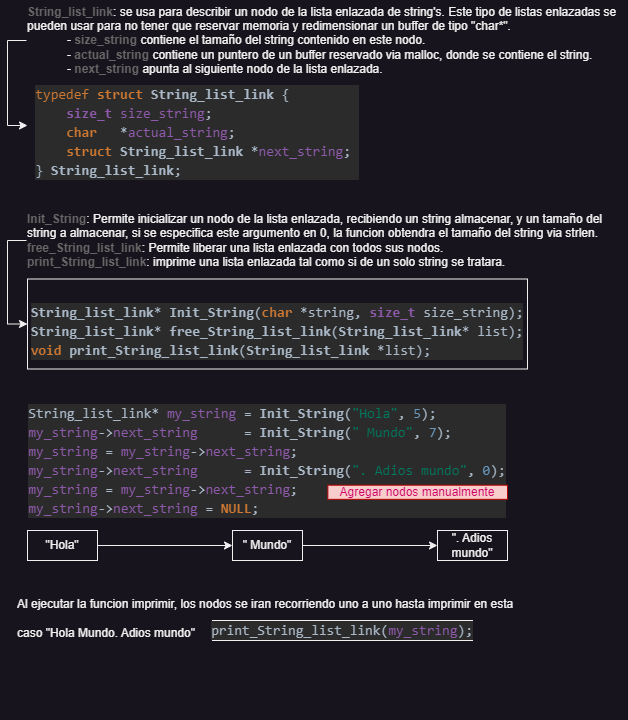 String_list_link: se usa para describir un nodo de la lista enlazada de string's. Este tipo de listas enlazadas se
pueden usar para no tener que reservar memoria y redimensionar un buffer de tipo "char*".
- size_string contiene el tamaño del string contenido en este nodo.
- actual_string contiene un puntero de un buffer reservado via malloc, donde se contiene el string.
- next_string apunta al siguiente nodo de la lista enlazada.
typedef struct String_list_link {
size_t size_string;
char *actual_string;
struct String_list_link *next_string;
} String_list_link;
Init_String: Permite inicializar un nodo de la lista enlazada, recibiendo un string almacenar, y un tamaño del
string a almacenar, si se especifica este argumento en 0, la funcion obtendra el tamaño del string via strlen.
free_String_list_link: Permite liberar una lista enlazada con todos sus nodos.
print_String_list_link: imprime una lista enlazada tal como si de un solo string se tratara.
String_list_link* Init_String(char *string, size_t size_string);
String_list_link* free_String_list_link(String_list_link* list);
void print_String_list_link(String_list_link *list);
String_list_link* my_string = Init_String("Hola", 5);
my_string->next_string = Init_String(" Mundo", 7);
my_string = my_string->next_string;
my_string->next_string = Init_String(". Adios mundo", 0);
my_string = my_string->next_string; Agregar nodos manualmente
my_string->next_string = NULL;
"Hola" " Mundo" ". Adios
mundo"
Al ejecutar la funcion imprimir, los nodos se iran recorriendo uno a uno hasta imprimir en esta
caso "Hola Mundo. Adios mundo" print_String_list_link(my_string);